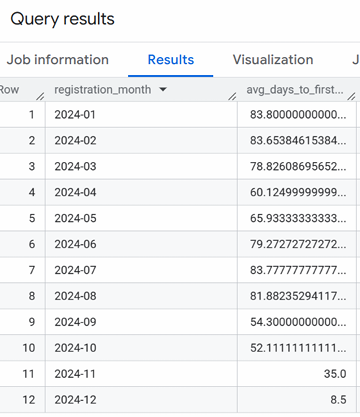 Query results
Job information Results Visualization J
Row registration_month avg_days_to_first...
1 2024-01 83.80000000000...
2 2024-02 83.65384615384...
3 2024-03 78.82608695652...
4 2024-04 60.12499999999...
5 2024-05 65.93333333333...
6 2024-06 79.27272727272...
7 2024-07 83.77777777777...
8 2024-08 81.88235294117...
9 2024-09 54.30000000000...
10 2024-10 52.11111111111...
11 2024-11 35.0
12 2024-12 8.5